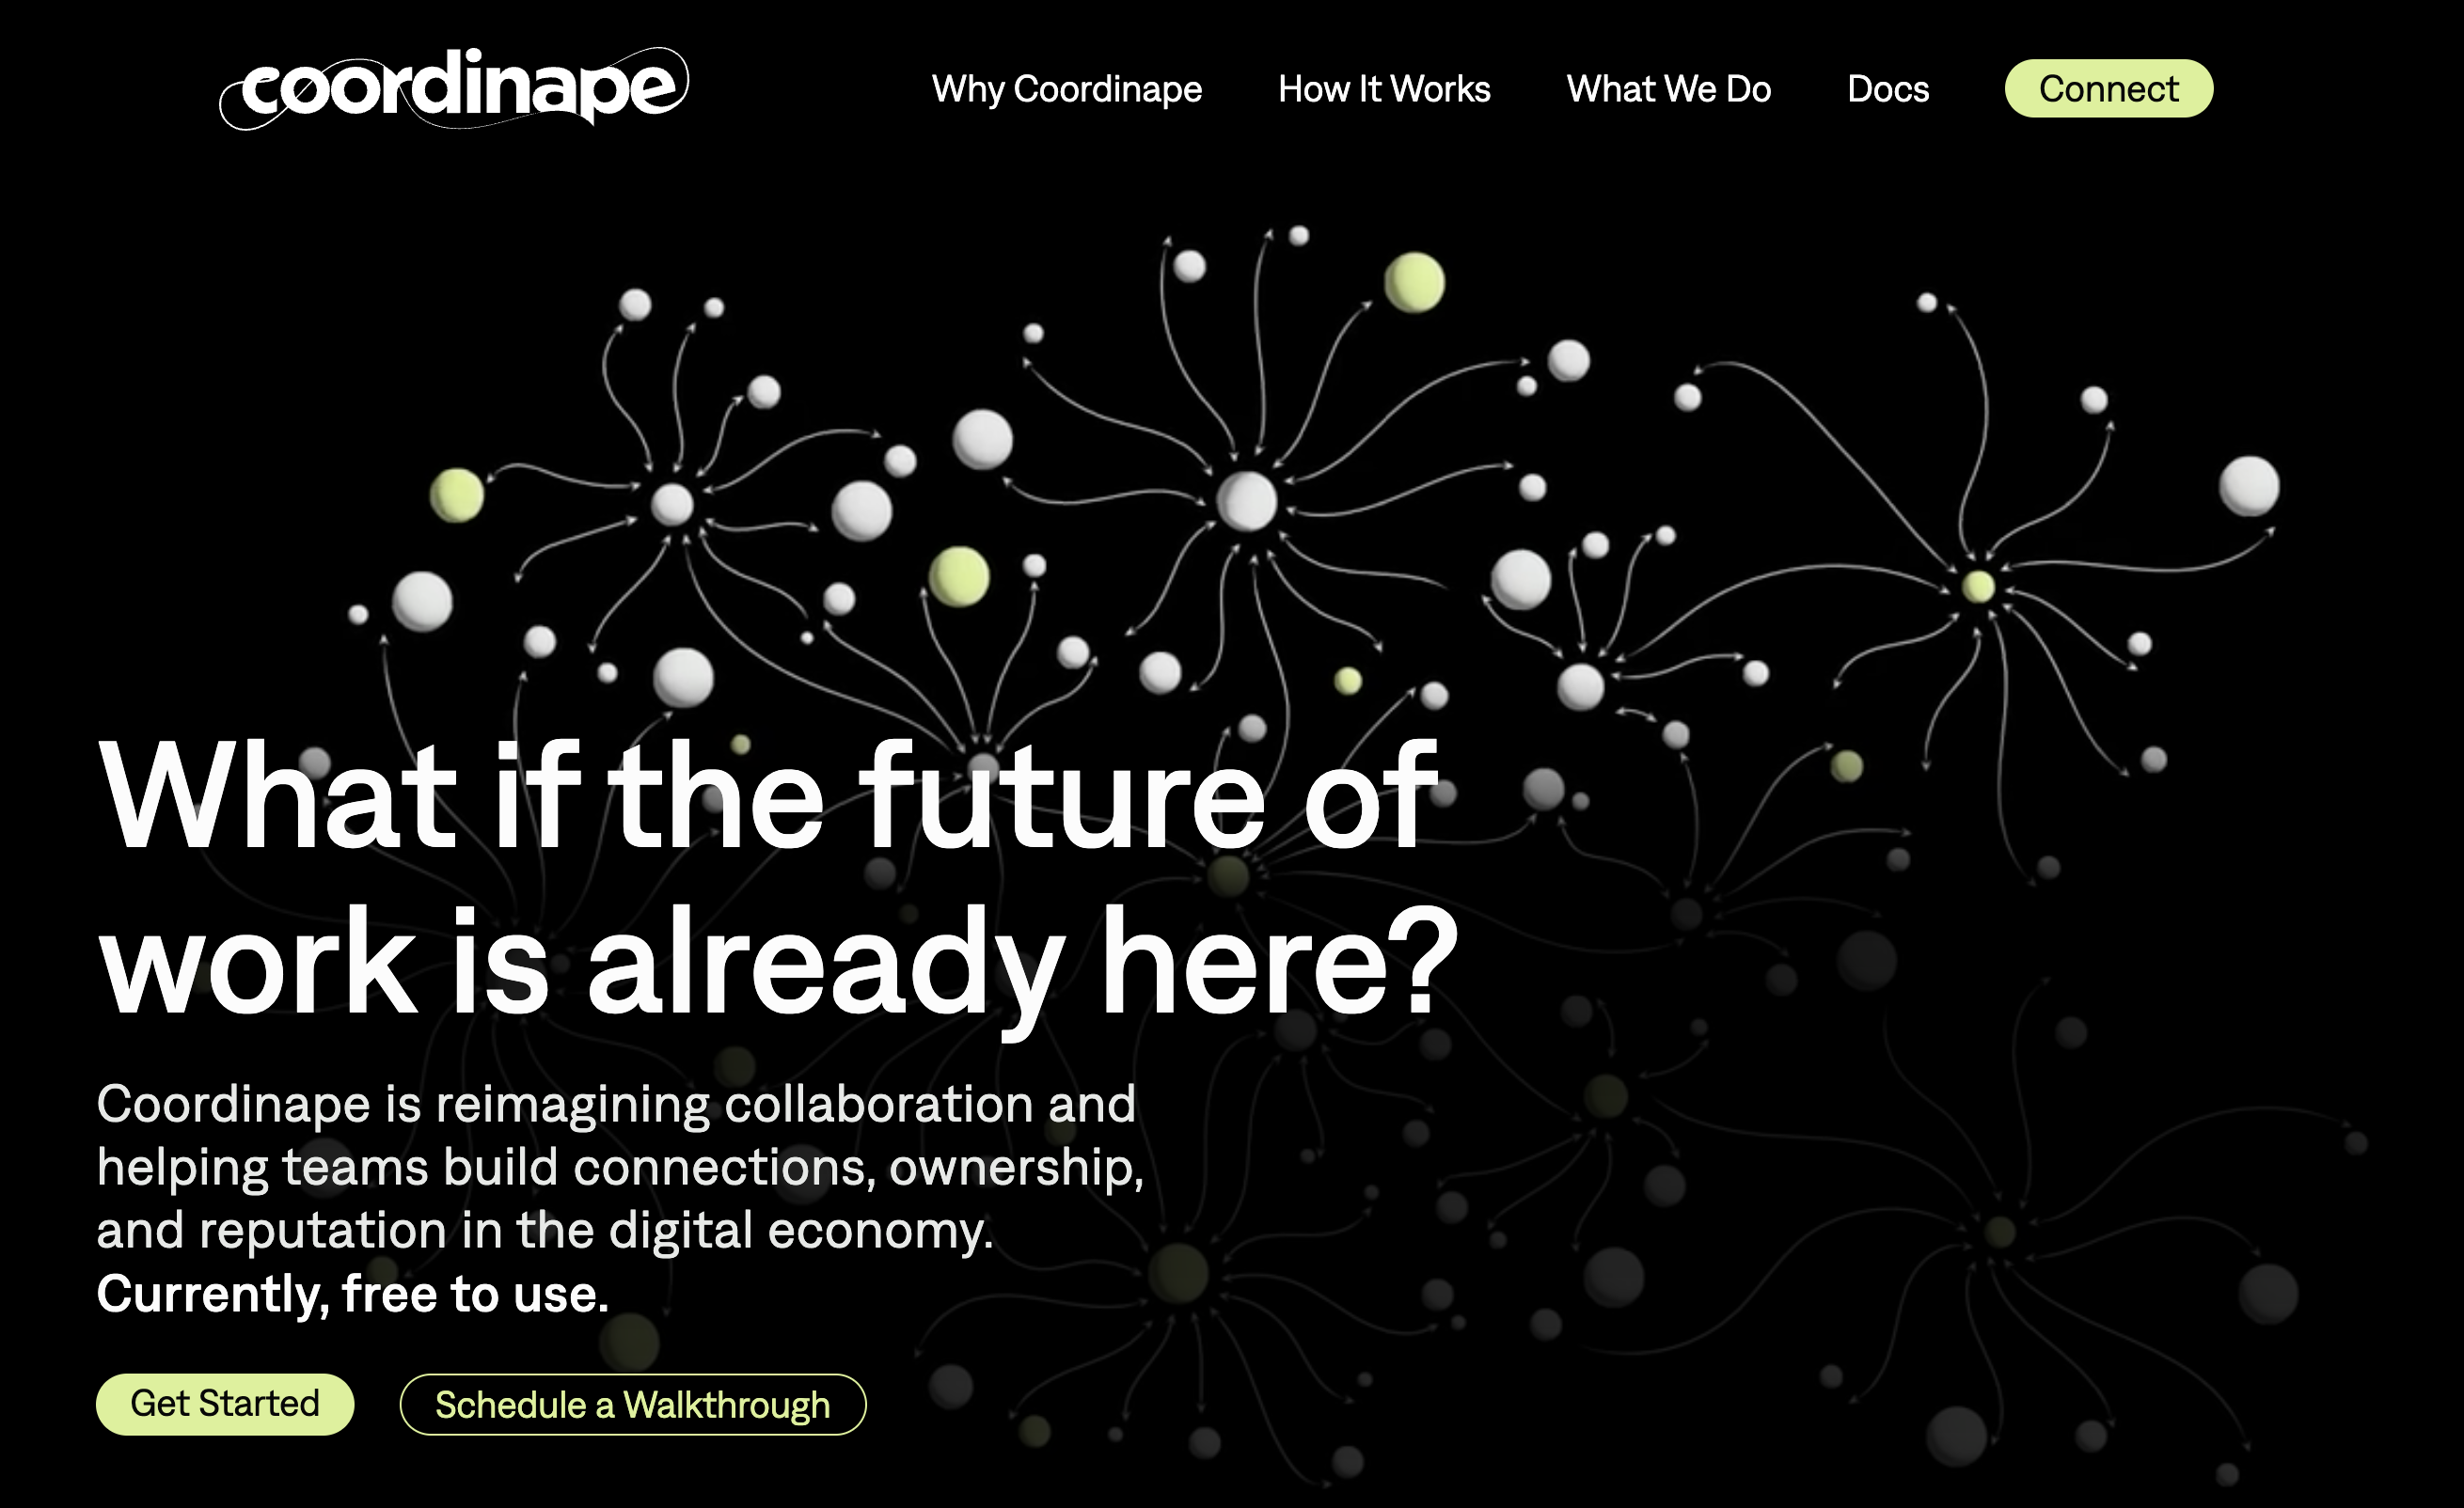 coordinape
Why Coordinape
How It Works
What We Do
Docs
Connect
What if the future of
work is already here?
Coordinape is reimagining collaboration and
helping teams build connections, ownership,
and reputation in the digital economy.
Currently, free to use.
Get Started
Schedule a Walkthrough